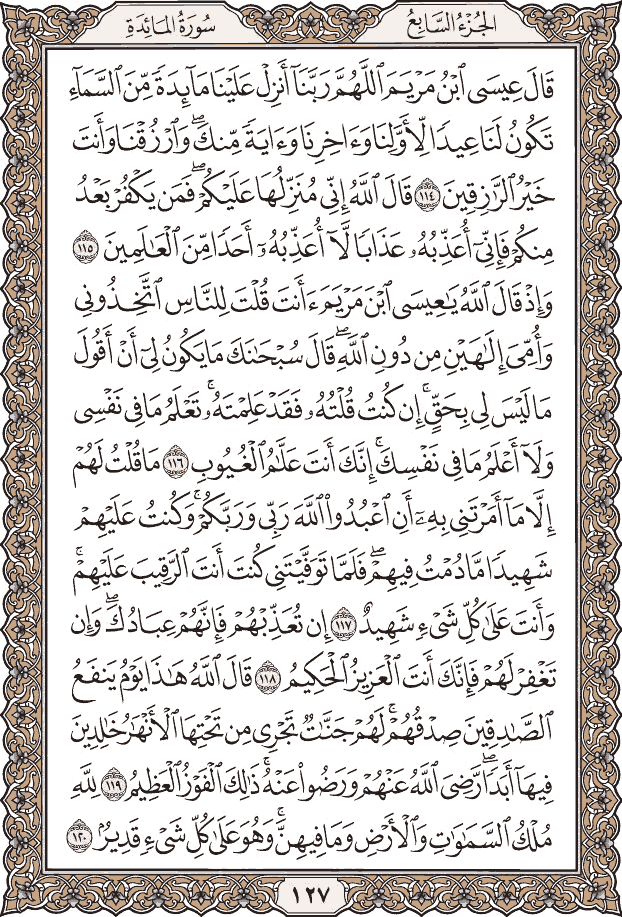 الجُزْءُ السَّابِعُ
سُورَةُ المَائِدَةِ
قَالَ عِيسَى ٱبْنُ مَرْيَمَ ٱللَّهُمَّ رَبَّنَآ أَنزِلْ عَلَيْنَا مَآئِدَةً مِّنَ ٱلسَّمَآءِ
تَكُونُ لَنَا عِيدًا لِّأَوَّلِنَا وَءَاخِرِنَا وَءَايَةً مِّنكَۖ وَٱرْزُقْنَا وَأَنتَ
خَيْرُ ٱلرَّٰزِقِينَ ١١٤ قَالَ ٱللَّهُ إِنِّى مُنَزِّلُهَا عَلَيْكُمْۖ فَمَن يَكْفُرْ بَعْدُ
مِنكُمْ فَإِنِّىٓ أُعَذِّبُهُۥ عَذَابًا لَّآ أُعَذِّبُهُۥٓ أَحَدًا مِّنَ ٱلْعَٰلَمِينَ ١١٥
وَإِذْ قَالَ ٱللَّهُ يَٰعِيسَى ٱبْنَ مَرْيَمَ ءَأَنتَ قُلْتَ لِلنَّاسِ ٱتَّخِذُونِى
وَأُمِّىَ إِلَٰهَيْنِ مِن دُونِ ٱللَّهِۖ قَالَ سُبْحَٰنَكَ مَا يَكُونُ لِىٓ أَنْ أَقُولَ
مَا لَيْسَ لِى بِحَقٍّۚ إِن كُنتُ قُلْتُهُۥ فَقَدْ عَلِمْتَهُۥۚ تَعْلَمُ مَا فِى نَفْسِى
وَلَآ أَعْلَمُ مَا فِى نَفْسِكَۚ إِنَّكَ أَنتَ عَلَّٰمُ ٱلْغُيُوبِ ١١٦ مَا قُلْتُ لَهُمْ
إِلَّا مَآ أَمَرْتَنِى بِهِۦٓ أَنِ ٱعْبُدُوا۟ ٱللَّهَ رَبِّى وَرَبَّكُمْۚ وَكُنتُ عَلَيْهِمْ
شَهِيدًا مَّا دُمْتُ فِيهِمْۖ فَلَمَّا تَوَفَّيْتَنِى كُنتَ أَنتَ ٱلرَّقِيبَ عَلَيْهِمْۚ
وَأَنتَ عَلَىٰ كُلِّ شَىْءٍ شَهِيدٌ ١١٧ إِن تُعَذِّبْهُمْ فَإِنَّهُمْ عِبَادُكَۖ وَإِن
تَغْفِرْ لَهُمْ فَإِنَّكَ أَنتَ ٱلْعَزِيزُ ٱلْحَكِيمُ ١١٨ قَالَ ٱللَّهُ هَٰذَا يَوْمُ يَنفَعُ
ٱلصَّٰدِقِينَ صِدْقُهُمْۚ لَهُمْ جَنَّٰتٌ تَجْرِى مِن تَحْتِهَا ٱلْأَنْهَٰرُ خَٰلِدِينَ
فِيهَآ أَبَدًاۖ رَّضِىَ ٱللَّهُ عَنْهُمْ وَرَضُوا۟ عَنْهُۚ ذَٰلِكَ ٱلْفَوْزُ ٱلْعَظِيمُ ١١٩ لِلَّهِ
مُلْكُ ٱلسَّمَٰوَٰتِ وَٱلْأَرْضِ وَمَا فِيهِنَّۚ وَهُوَ عَلَىٰ كُلِّ شَىْءٍ قَدِيرٌۢ ١٢٠
١٢٧